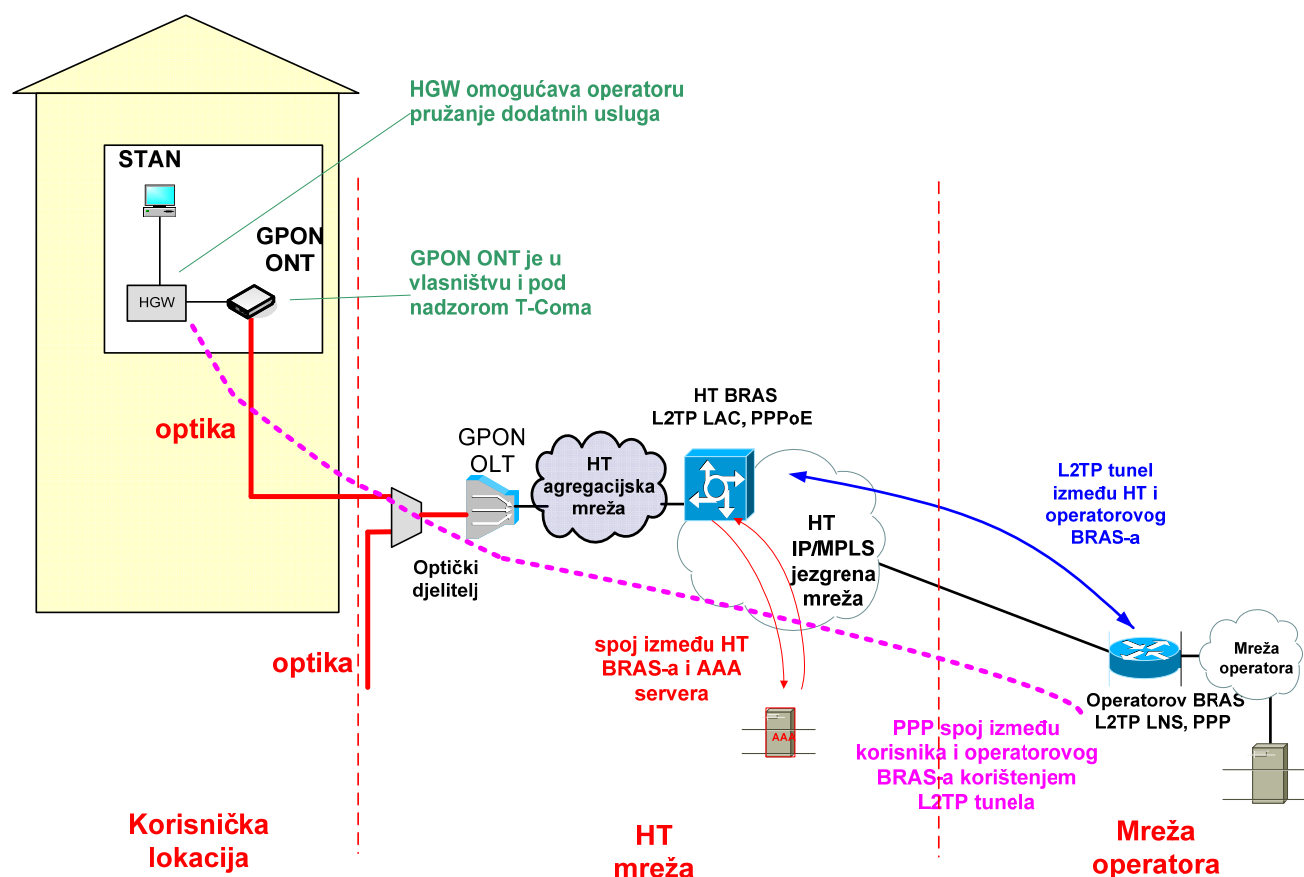 HGW omogućava operatoru
pružanje dodatnih usluga
STAN
GPON
ONT
HGW
GPON ONT je u
vlasništvu i pod
nadzorom T-Coma
optika
optika
GPON
OLT
Optički
djelitelj
HT
agregacijska
mreža
HT BRAS
L2TP LAC, PPPoE
HT
IP/MPLS
jezgrena
mreža
L2TP tunel
između HT i
operatorovog
BRAS-a
spoj između HT
BRAS-a i AAA
servera
AAA
Mreža
operatora
Operatorov BRAS
L2TP LNS, PPP
PPP spoj između
korisnika i operatorovog
BRAS-a korištenjem
L2TP tunela
Korisnička
lokacija
HT
mreža
Mreža
operatora